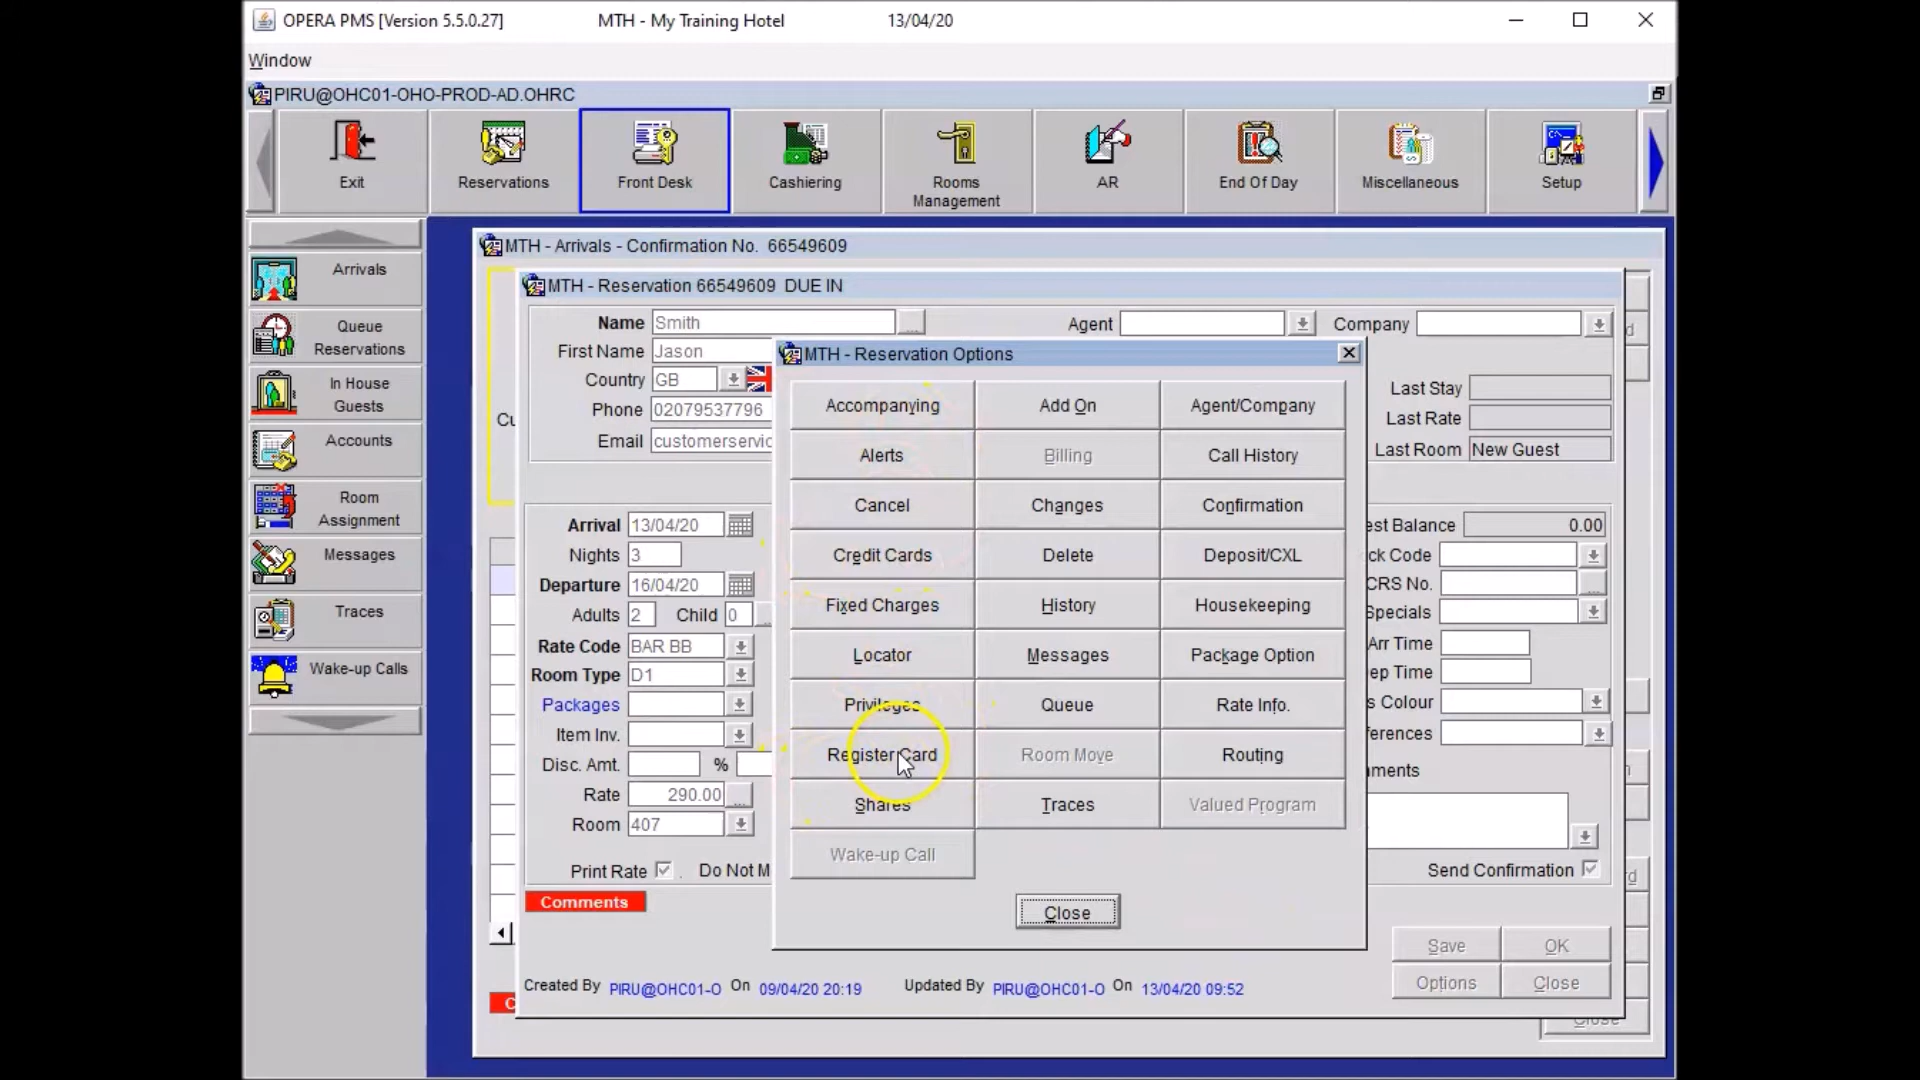 OPERA PMS [Version 5.5.0.27] MTH - My Training Hotel 13/04/20
Window
PIRU@OHC01-OHO-PROD-AD.OHRC
Exit
Reservations
Front Desk
Cashiering
Rooms
Management
AR
End Of Day
Miscellaneous
Setup
Arrivals
Queue
Reservations
In House
Guests
Accounts
Room
Assignment
Messages
Traces
Wake-up Calls
MTH - Arrivals - Confirmation No. 66549609
MTH - Reservation 66549609 DUE IN
Name Smith
Agent
Company
First Name Jason
Country GB
Phone 02079537796
Email customerservic
Last Stay
Last Rate
Last Room New Guest
Arrival 13/04/20
Nights 3
Departure 16/04/20
Adults 2 Child 0
Rate Code BAR BB
Room Type D1
Packages
Item Inv.
Disc. Amt. %
Rate 290.00
Room 407
Print Rate . Do Not M
Comments
MTH - Reservation Options
Accompanying Add On Agent/Company
Alerts Billing Call History
Cancel Changes Confirmation
Credit Cards Delete Deposit/CXL
Fixed Charges History Housekeeping
Locator Messages Package Option
Privileges Queue Rate Info.
Register Card Room Move Routing
Shares Traces Valued Program
Wake-up Call
Close
est Balance 0.00
ck Code
CRS No.
Specials
Arr Time
ep Time
s Colour
ferences
mments
Send Confirmation
Save OK
Options Close
Created By PIRU@OHC01-O On 09/04/20 20:19 Updated By PIRU@OHC01-O On 13/04/20 09:52
Close